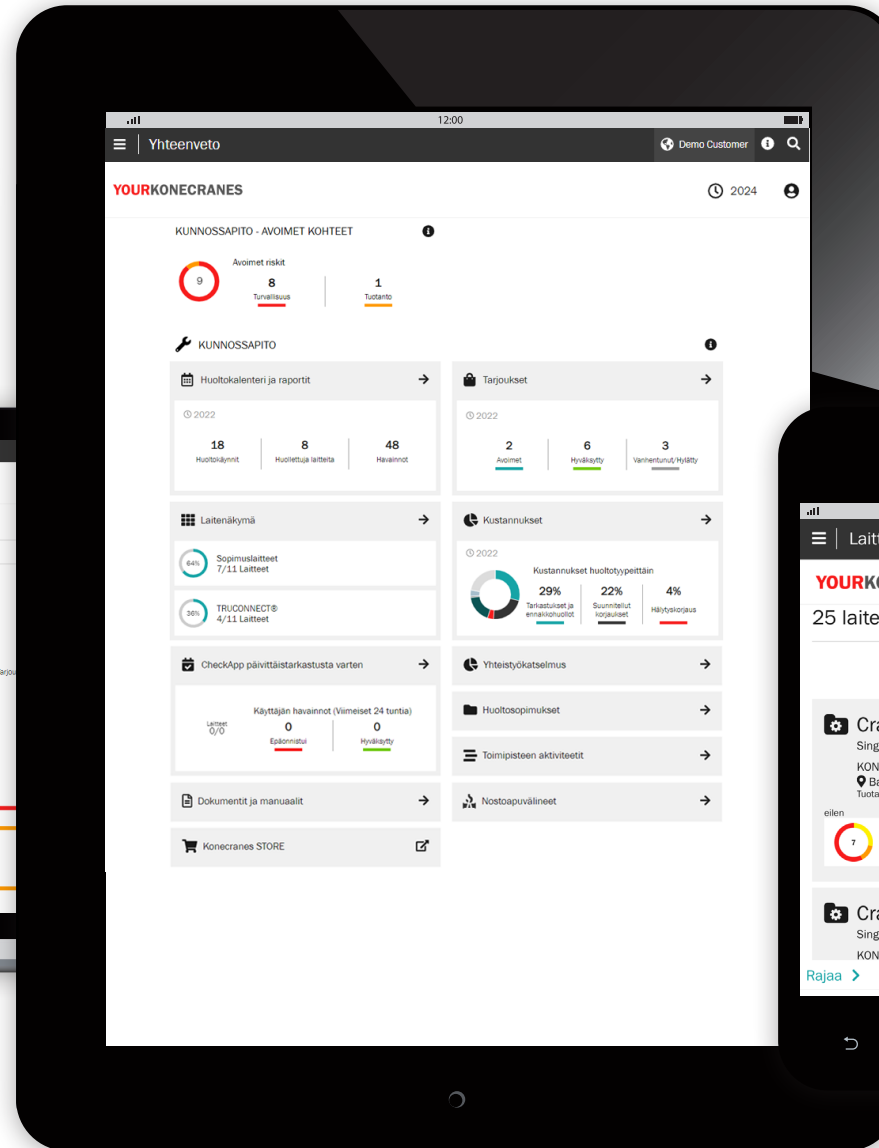 12:00
Yhteenveto
Demo Customer
YOURKONECRANES
2024
KUNNOSSAPITO - AVOIMET KOHTEET
9
Avoimet riskit
8
1
Turvallisuus
Tuotanto
KUNNOSSAPITO
Huoltokalenteri ja raportit
2022
18
8
48
Huoltokäynnit
Huollettuja laitteita
Havainnot
Tarjoukset
2022
2
6
3
Avoimet
Hyväksytty
Vanhentunut/Hylätty
Laitenäkymä
64%
Sopimuslaitteet
7/11 Laitteet
36%
TRUCONNECT®
4/11 Laitteet
Kustannukset
2022
Kustannukset huoltotyypeittäin
29%
22%
4%
Tarkastukset ja
ennakkohuollot
Suunnitellut
korjaukset
Hälytyskorjaus
CheckApp päivittäistarkastusta varten
Käyttäjän havainnot (Viimeiset 24 tuntia)
Laitteet
0/0
0
0
Epäonnistui
Hyväksytty
Yhteistyökatselmus
Huoltosopimukset
Toimipisteen aktiviteetit
Dokumentit ja manuaalit
Nostoapuvälineet
Konecranes STORE
Lait
YOURKO
25 laite
Cra
Sing
KON
Ba
Tuota
eilen
7
Cra
Sing
KON
Rajaa